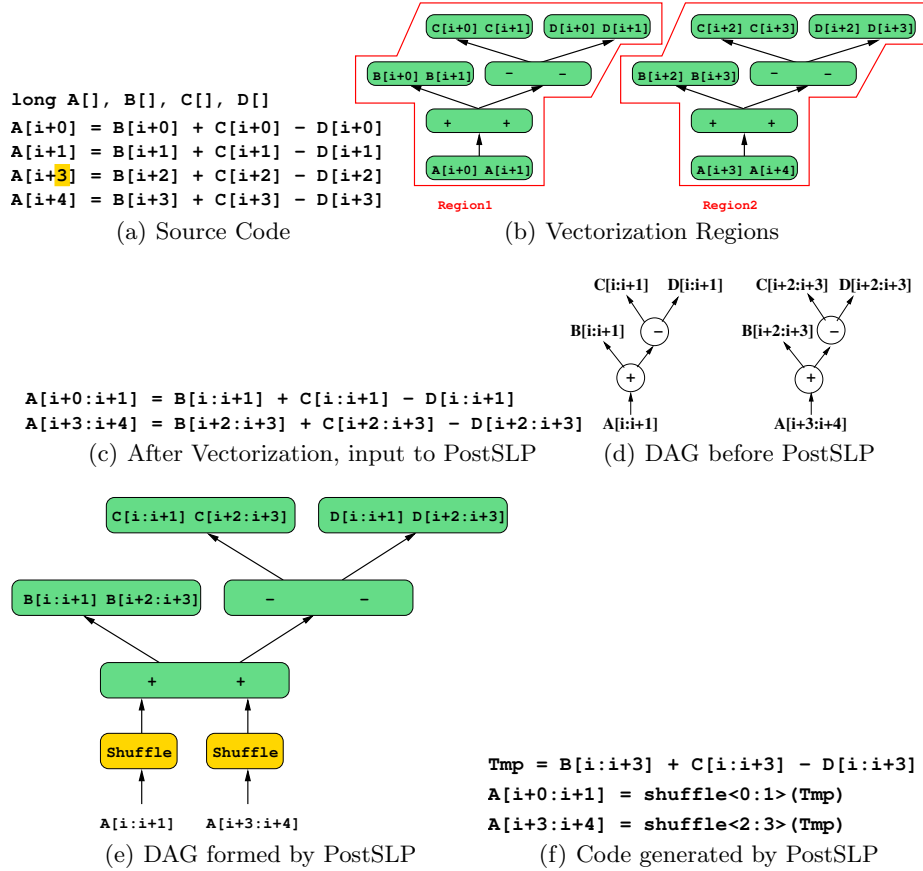 long A[], B[], C[], D[]
A[i+0] = B[i+0] + C[i+0] − D[i+0]
A[i+1] = B[i+1] + C[i+1] − D[i+1]
A[i+3] = B[i+2] + C[i+2] − D[i+2]
A[i+4] = B[i+3] + C[i+3] − D[i+3]
(a) Source Code
C[i+0] C[i+1] D[i+0] D[i+1]
B[i+0] B[i+1] − −
+ +
A[i+0] A[i+1]
Region1
C[i+2] C[i+3] D[i+2] D[i+3]
B[i+2] B[i+3] − −
+ +
A[i+3] A[i+4]
Region2
(b) Vectorization Regions
A[i+0:i+1] = B[i:i+1] + C[i:i+1] − D[i:i+1]
A[i+3:i+4] = B[i+2:i+3] + C[i+2:i+3] − D[i+2:i+3]
(c) After Vectorization, input to PostSLP
C[i:i+1] D[i:i+1]
B[i:i+1] −
+
A[i:i+1]
C[i+2:i+3] D[i+2:i+3]
B[i+2:i+3] −
+
A[i+3:i+4]
(d) DAG before PostSLP
C[i:i+1] C[i+2:i+3] D[i:i+1] D[i+2:i+3]
B[i:i+1] B[i+2:i+3] − −
+ +
Shuffle Shuffle
A[i:i+1] A[i+3:i+4]
(e) DAG formed by PostSLP
Tmp = B[i:i+3] + C[i:i+3] − D[i:i+3]
A[i+0:i+1] = shuffle<0:1>(Tmp)
A[i+3:i+4] = shuffle<2:3>(Tmp)
(f) Code generated by PostSLP